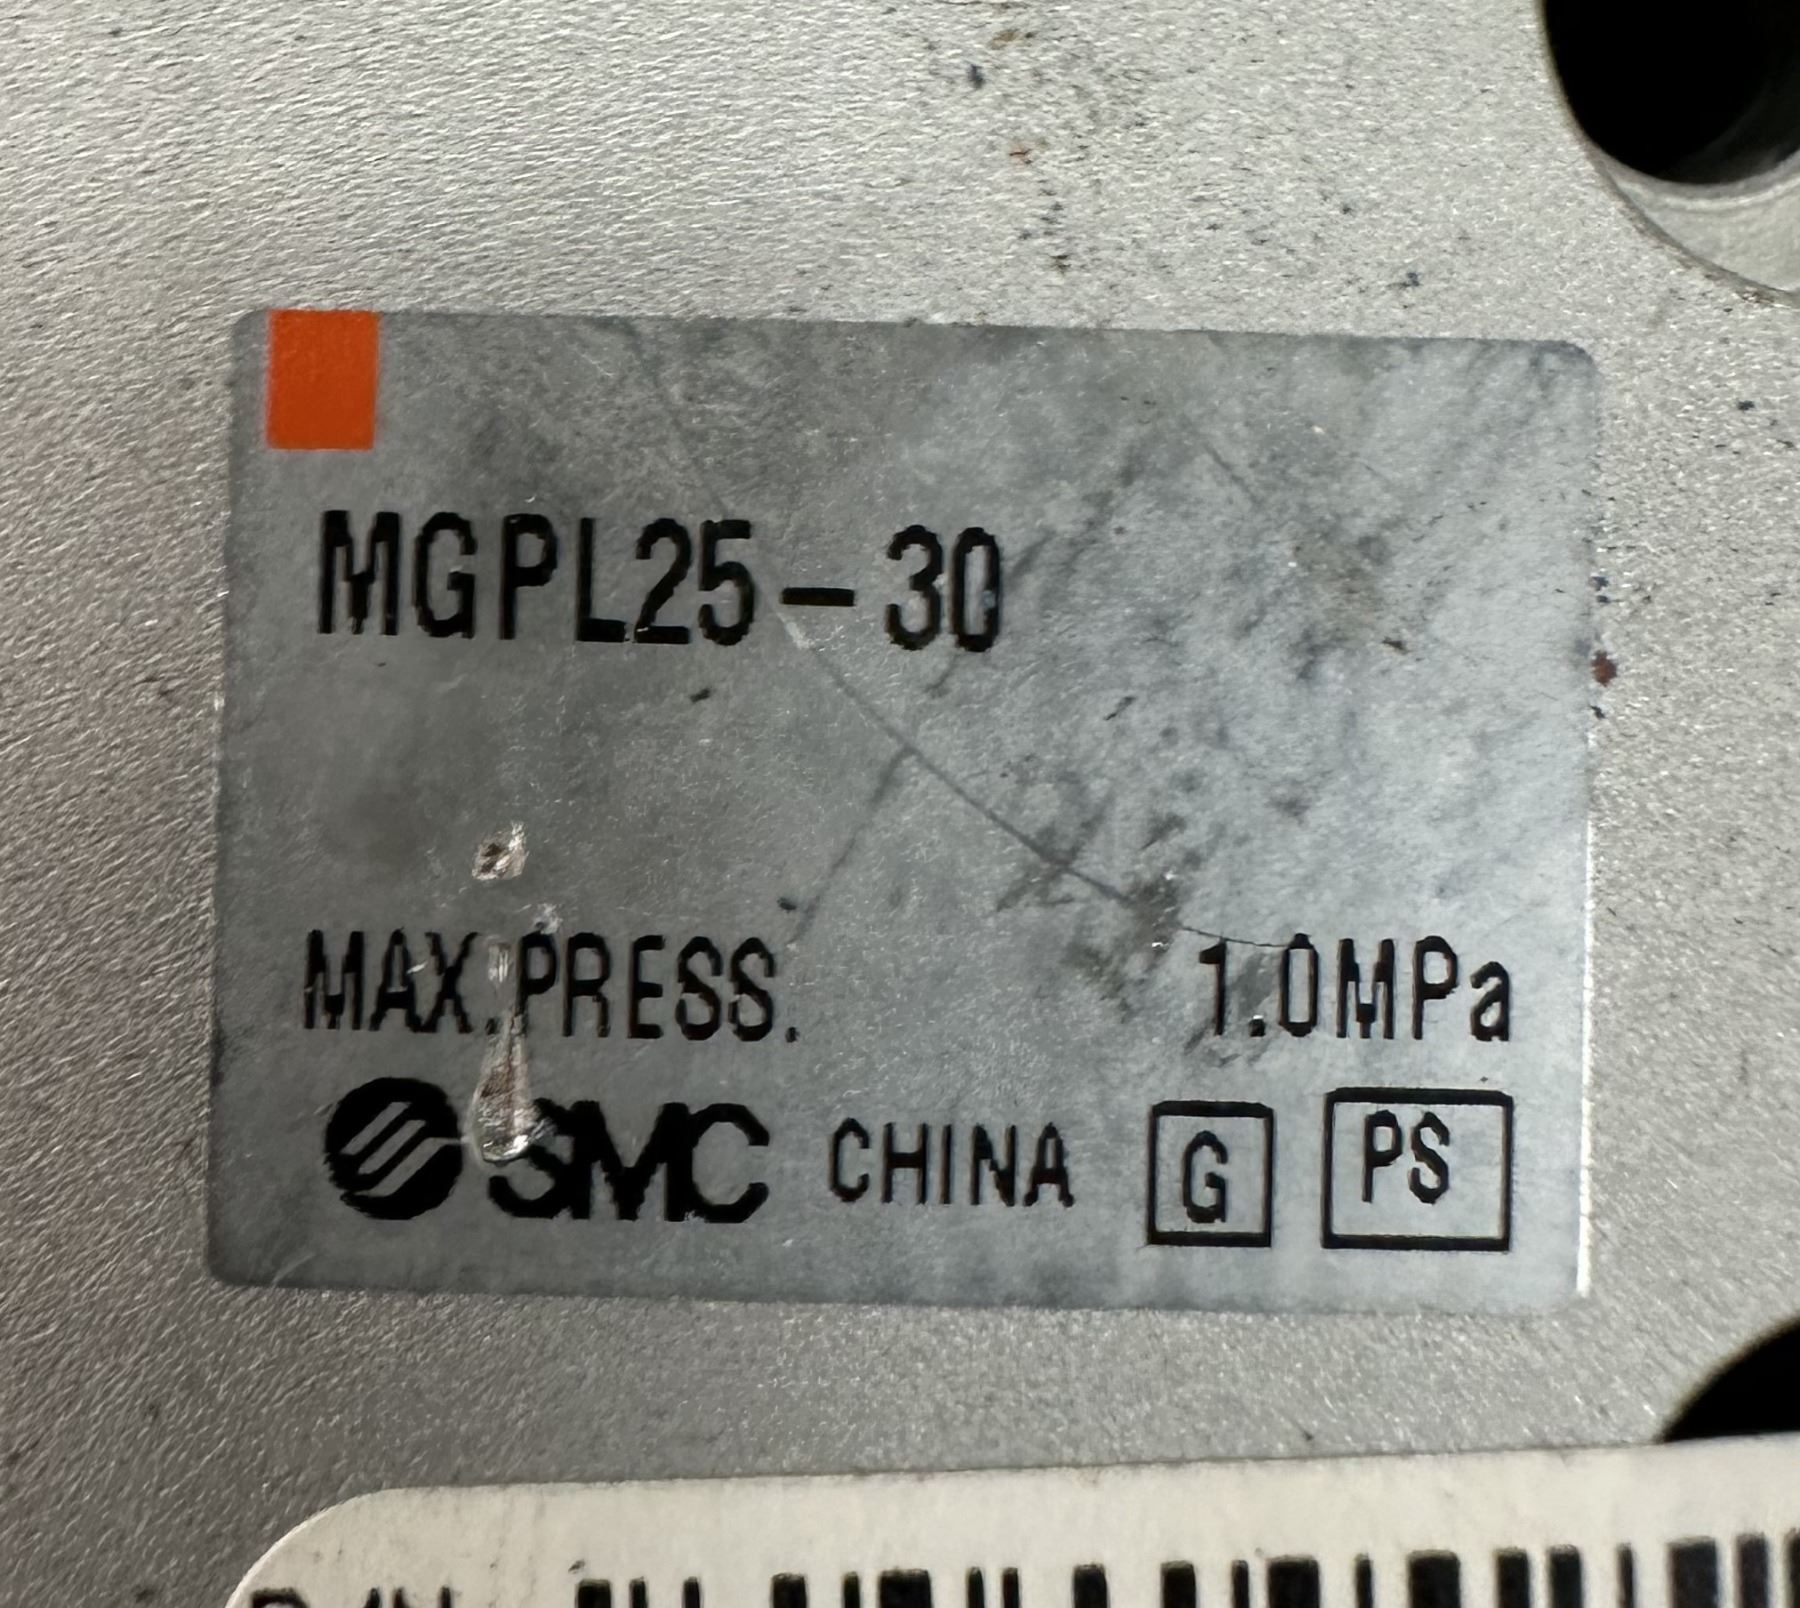 MGPL25-30
MAX.PRESS. 1.0MPa
SMC CHINA G PS